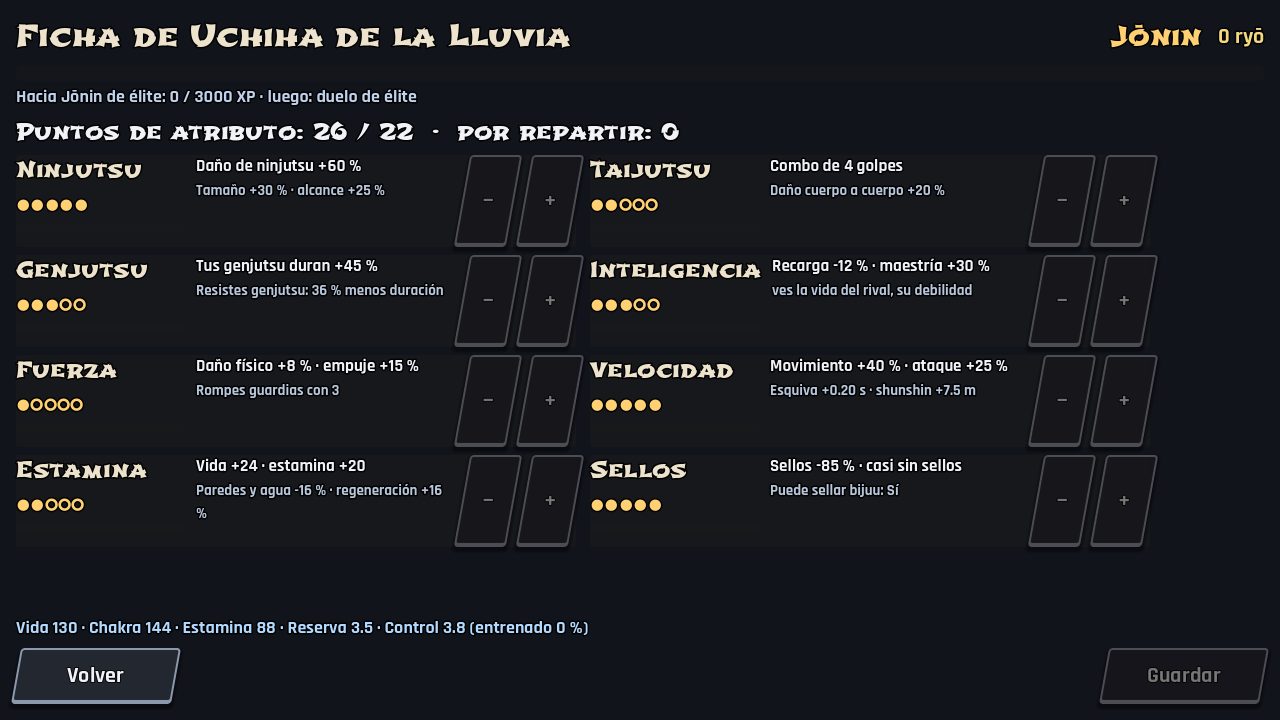 Ficha de Uchiha de la Lluvia
Jōnin 0 ryō
Hacia Jōnin de élite: 0 / 3000 XP · luego: duelo de élite
Puntos de atributo: 26 / 22 · por repartir: 0
Ninjutsu
Daño de ninjutsu +60 %
Tamaño +30 % · alcance +25 %
− +
Taijutsu
Combo de 4 golpes
Daño cuerpo a cuerpo +20 %
− +
Genjutsu
Tus genjutsu duran +45 %
Resistes genjutsu: 36 % menos duración
− +
Inteligencia
Recarga -12 % · maestría +30 %
ves la vida del rival, su debilidad
− +
Fuerza
Daño físico +8 % · empuje +15 %
Rompes guardias con 3
− +
Velocidad
Movimiento +40 % · ataque +25 %
Esquiva +0.20 s · shunshin +7.5 m
− +
Estamina
Vida +24 · estamina +20
Paredes y agua -16 % · regeneración +16
%
− +
Sellos
Sellos -85 % · casi sin sellos
Puede sellar bijuu: Sí
− +
Vida 130 · Chakra 144 · Estamina 88 · Reserva 3.5 · Control 3.8 (entrenado 0 %)
Volver
Guardar